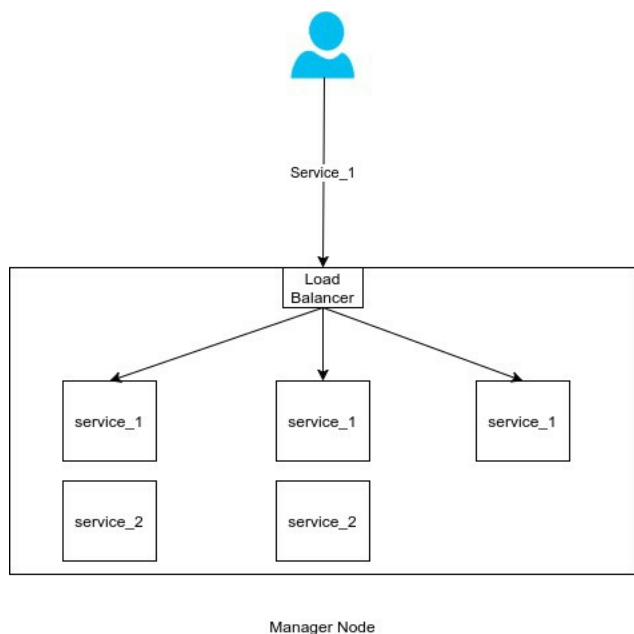 Service_1
Load
Balancer
service_1
service_1
service_1
service_2
service_2
Manager Node